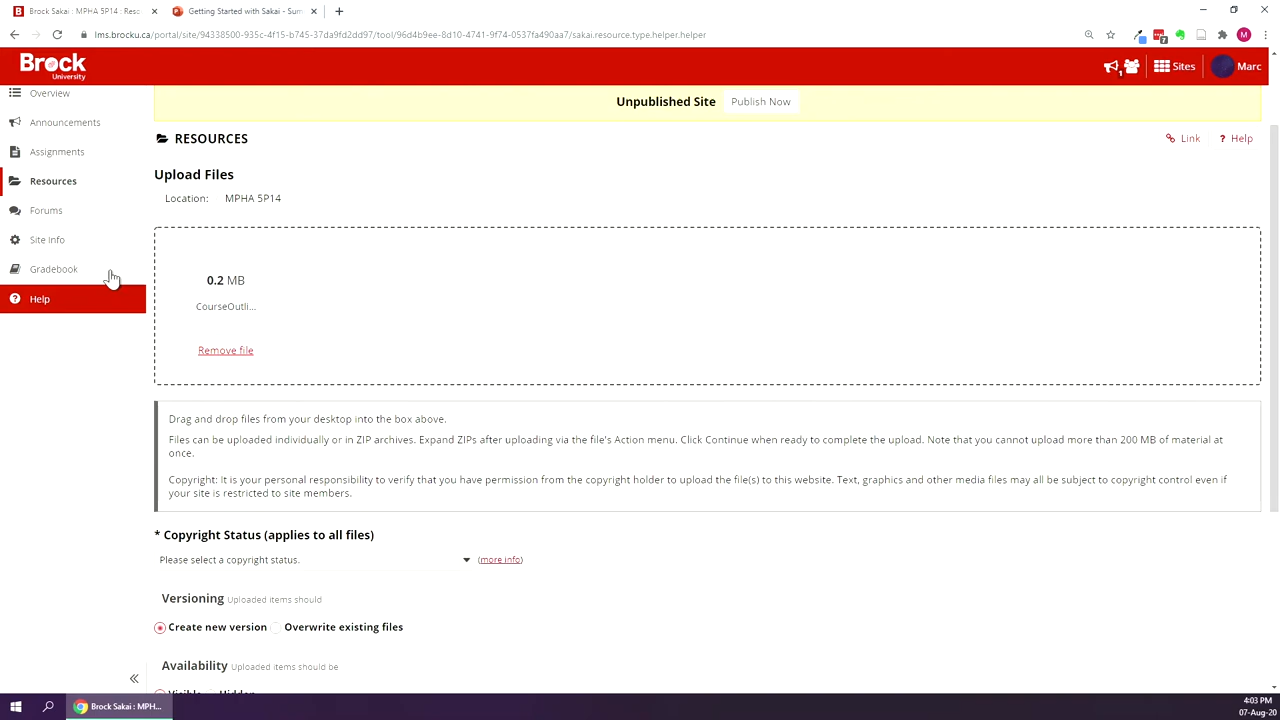 Brock Sakai : MPHA 5P14 : Reso
Getting Started with Sakai - Sum
lms.brocku.ca/portal/site/94338500-935c-4f15-b745-37da9fd2dd97/tool/96d4b9ee-8d10-4741-9f74-0537fa490aa7/sakai.resource.type.helper.helper
7
M
Brock
University
1
Sites
Marc
Overview
Announcements
Assignments
Resources
Forums
Site Info
Gradebook
Help
Unpublished Site
Publish Now
RESOURCES
Link
? Help
Upload Files
Location: MPHA 5P14
0.2 MB
CourseOutli...
Remove file
Drag and drop files from your desktop into the box above.
Files can be uploaded individually or in ZIP archives. Expand ZIPs after uploading via the file's Action menu. Click Continue when ready to complete the upload. Note that you cannot upload more than 200 MB of material at
once.
Copyright: It is your personal responsibility to verify that you have permission from the copyright holder to upload the file(s) to this website. Text, graphics and other media files may all be subject to copyright control even if
your site is restricted to site members.
* Copyright Status (applies to all files)
Please select a copyright status.
(more info)
Versioning Uploaded items should
Create new version
Overwrite existing files
Availability Uploaded items should be
Visible
Hidden
Brock Sakai : MPH...
4:03 PM
07-Aug-20